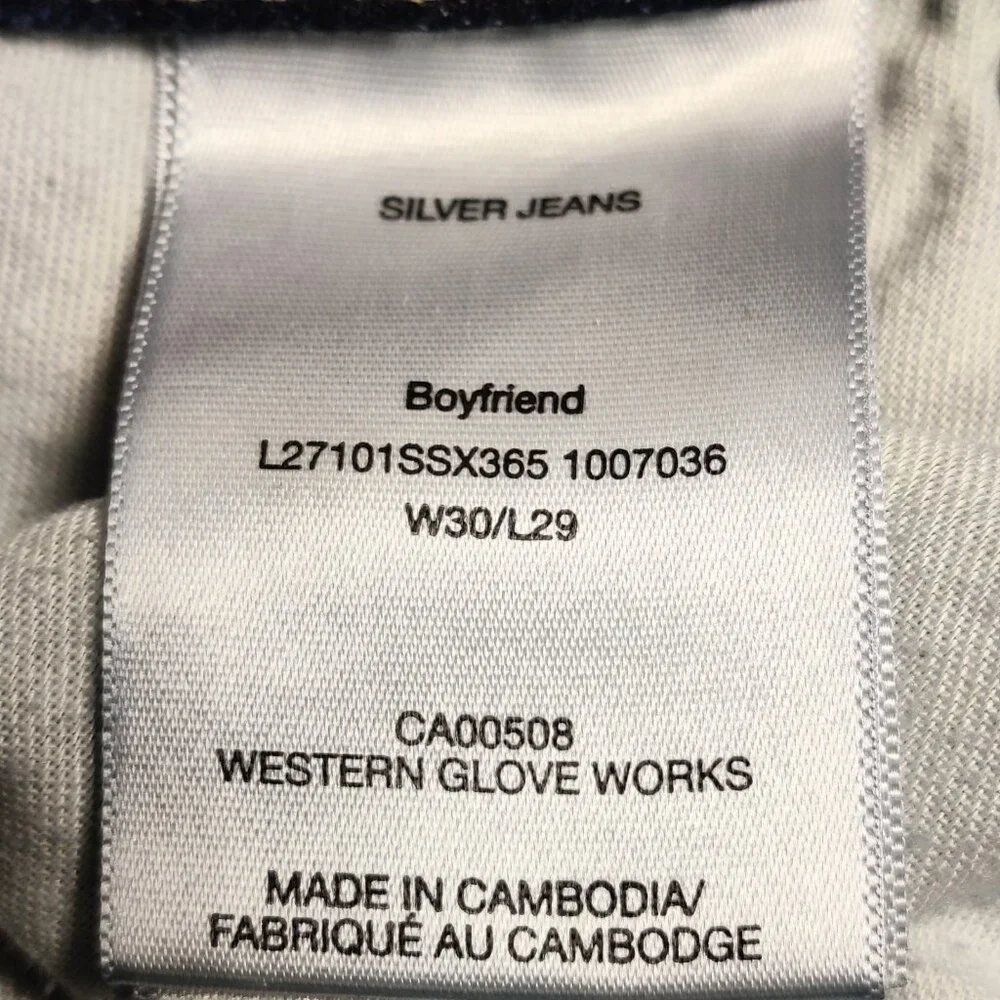 SILVER JEANS
Boyfriend
L27101SSX365 1007036
W30/L29
CA00508
WESTERN GLOVE WORKS
MADE IN CAMBODIA/
FABRIQUÉ AU CAMBODGE